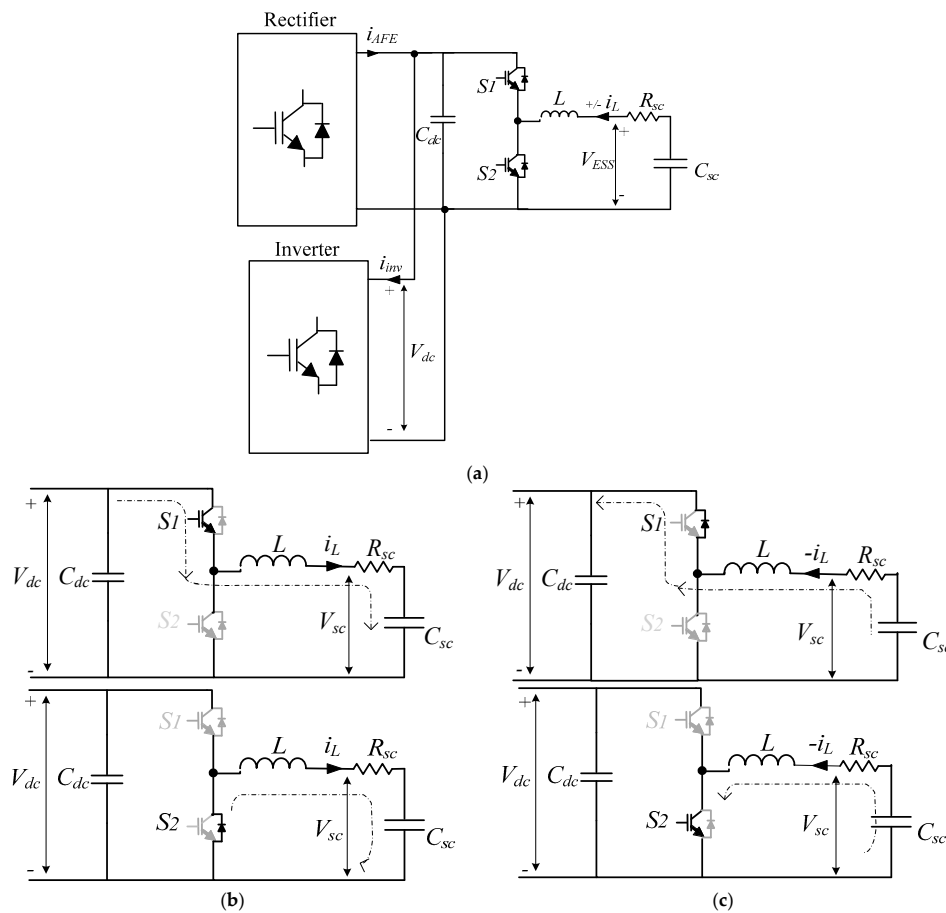 Rectifier
i_AFE
S1
L
+/- i_L
R_sc
C_dc
+
V_ESS
S2
C_sc
-
Inverter
i_inv
+
V_dc
-
(a)
+
S1
L
i_L
R_sc
V_dc
C_dc
S2
V_sc
C_sc
-
+
S1
L
i_L
R_sc
V_dc
C_dc
S2
V_sc
C_sc
-
(b)
+
S1
L
-i_L
R_sc
V_dc
C_dc
S2
V_sc
C_sc
-
+
S1
L
-i_L
R_sc
V_dc
C_dc
S2
V_sc
C_sc
-
(c)